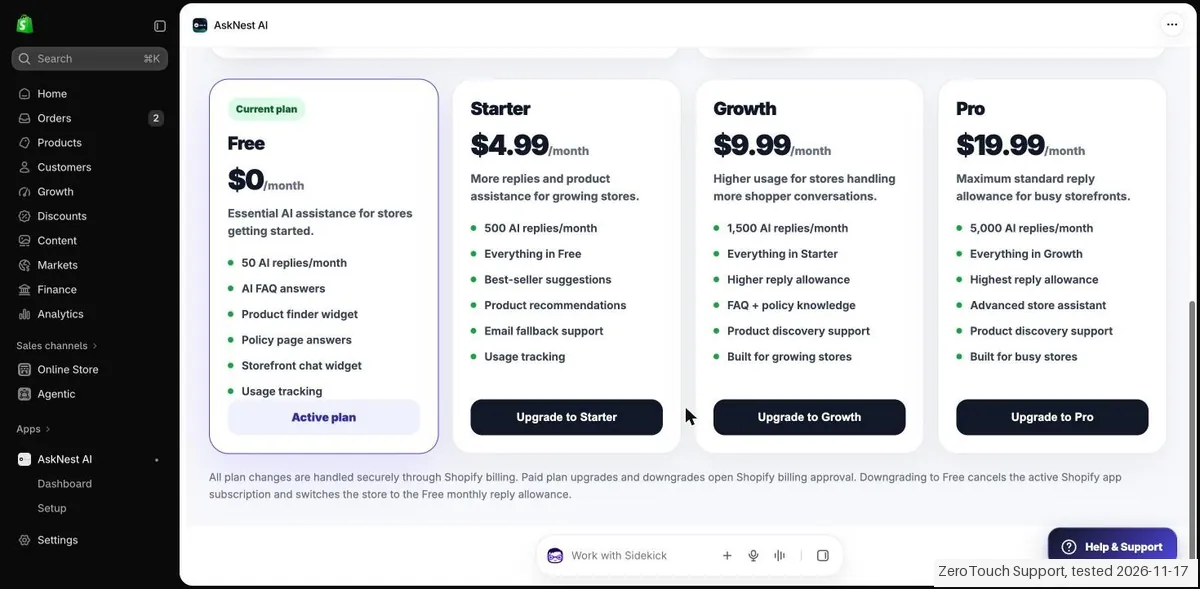 AskNest AI
Search
⌘K
Home
Orders
2
Products
Customers
Growth
Discounts
Content
Markets
Finance
Analytics
Sales channels
Online Store
Agentic
Apps
AskNest AI
Dashboard
Setup
Settings
Current plan
Free
$0/month
Essential AI assistance for stores
getting started.
50 AI replies/month
AI FAQ answers
Product finder widget
Policy page answers
Storefront chat widget
Usage tracking
Active plan
Starter
$4.99/month
More replies and product
assistance for growing stores.
500 AI replies/month
Everything in Free
Best-seller suggestions
Product recommendations
Email fallback support
Usage tracking
Upgrade to Starter
Growth
$9.99/month
Higher usage for stores handling
more shopper conversations.
1,500 AI replies/month
Everything in Starter
Higher reply allowance
FAQ + policy knowledge
Product discovery support
Built for growing stores
Upgrade to Growth
Pro
$19.99/month
Maximum standard reply
allowance for busy storefronts.
5,000 AI replies/month
Everything in Growth
Highest reply allowance
Advanced store assistant
Product discovery support
Built for busy stores
Upgrade to Pro
All plan changes are handled securely through Shopify billing. Paid plan upgrades and downgrades open Shopify billing approval. Downgrading to Free cancels the active Shopify app
subscription and switches the store to the Free monthly reply allowance.
Work with Sidekick
Help & Support
ZeroTouch Support, tested 2026-11-17